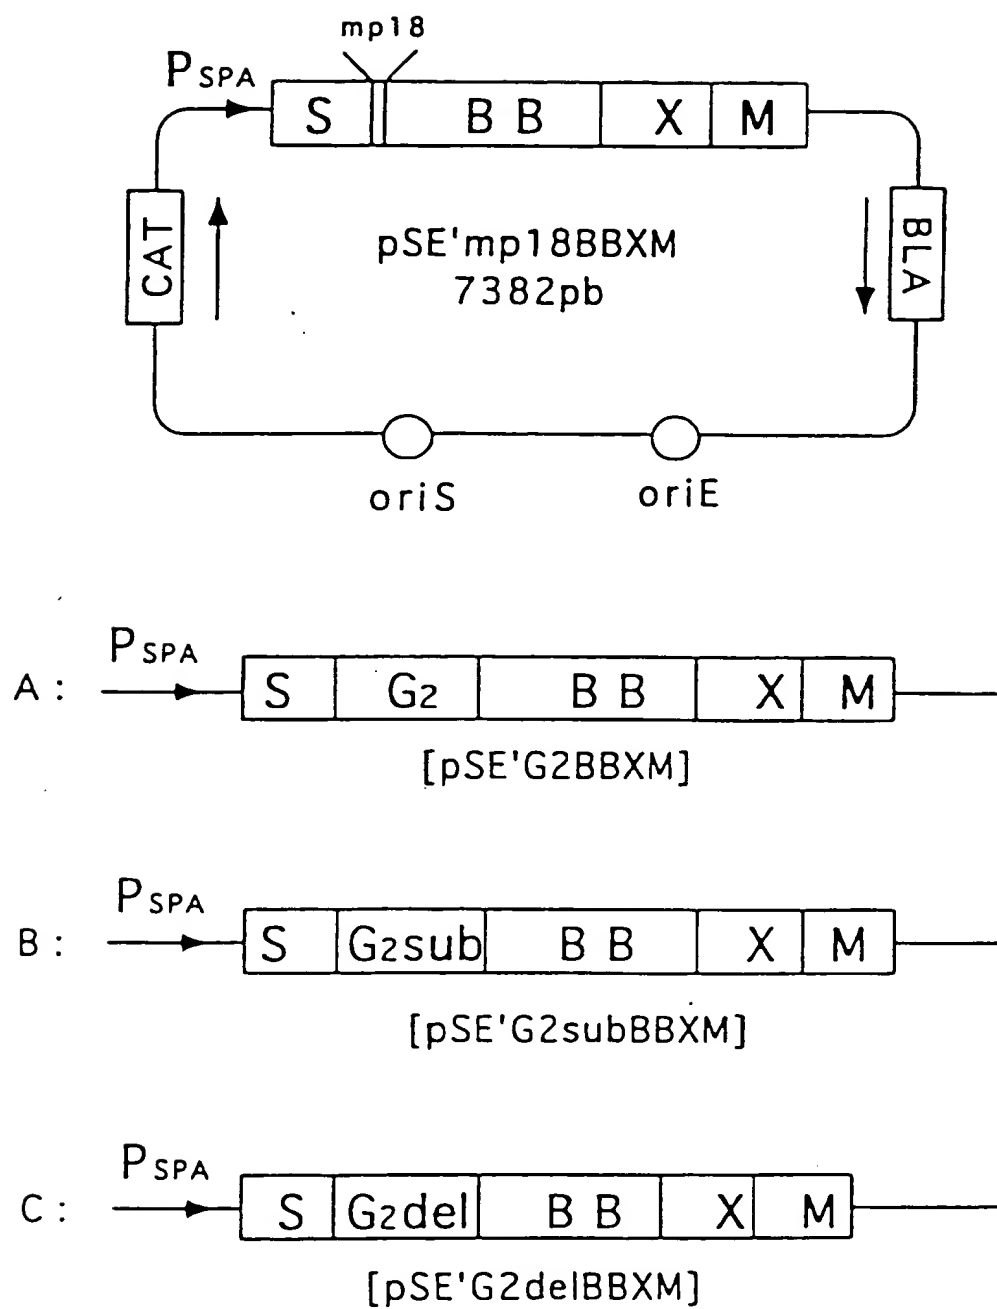 mp18
PSPA
S BB X M
CAT
BLA
pSE'mp18BBXM
7382pb
oriS
oriE
PSPA
A: S G2 BB X M
[pSE'G2BBXM]
PSPA
B: S G2sub BB X M
[pSE'G2subBBXM]
PSPA
C: S G2del BB X M
[pSE'G2delBBXM]